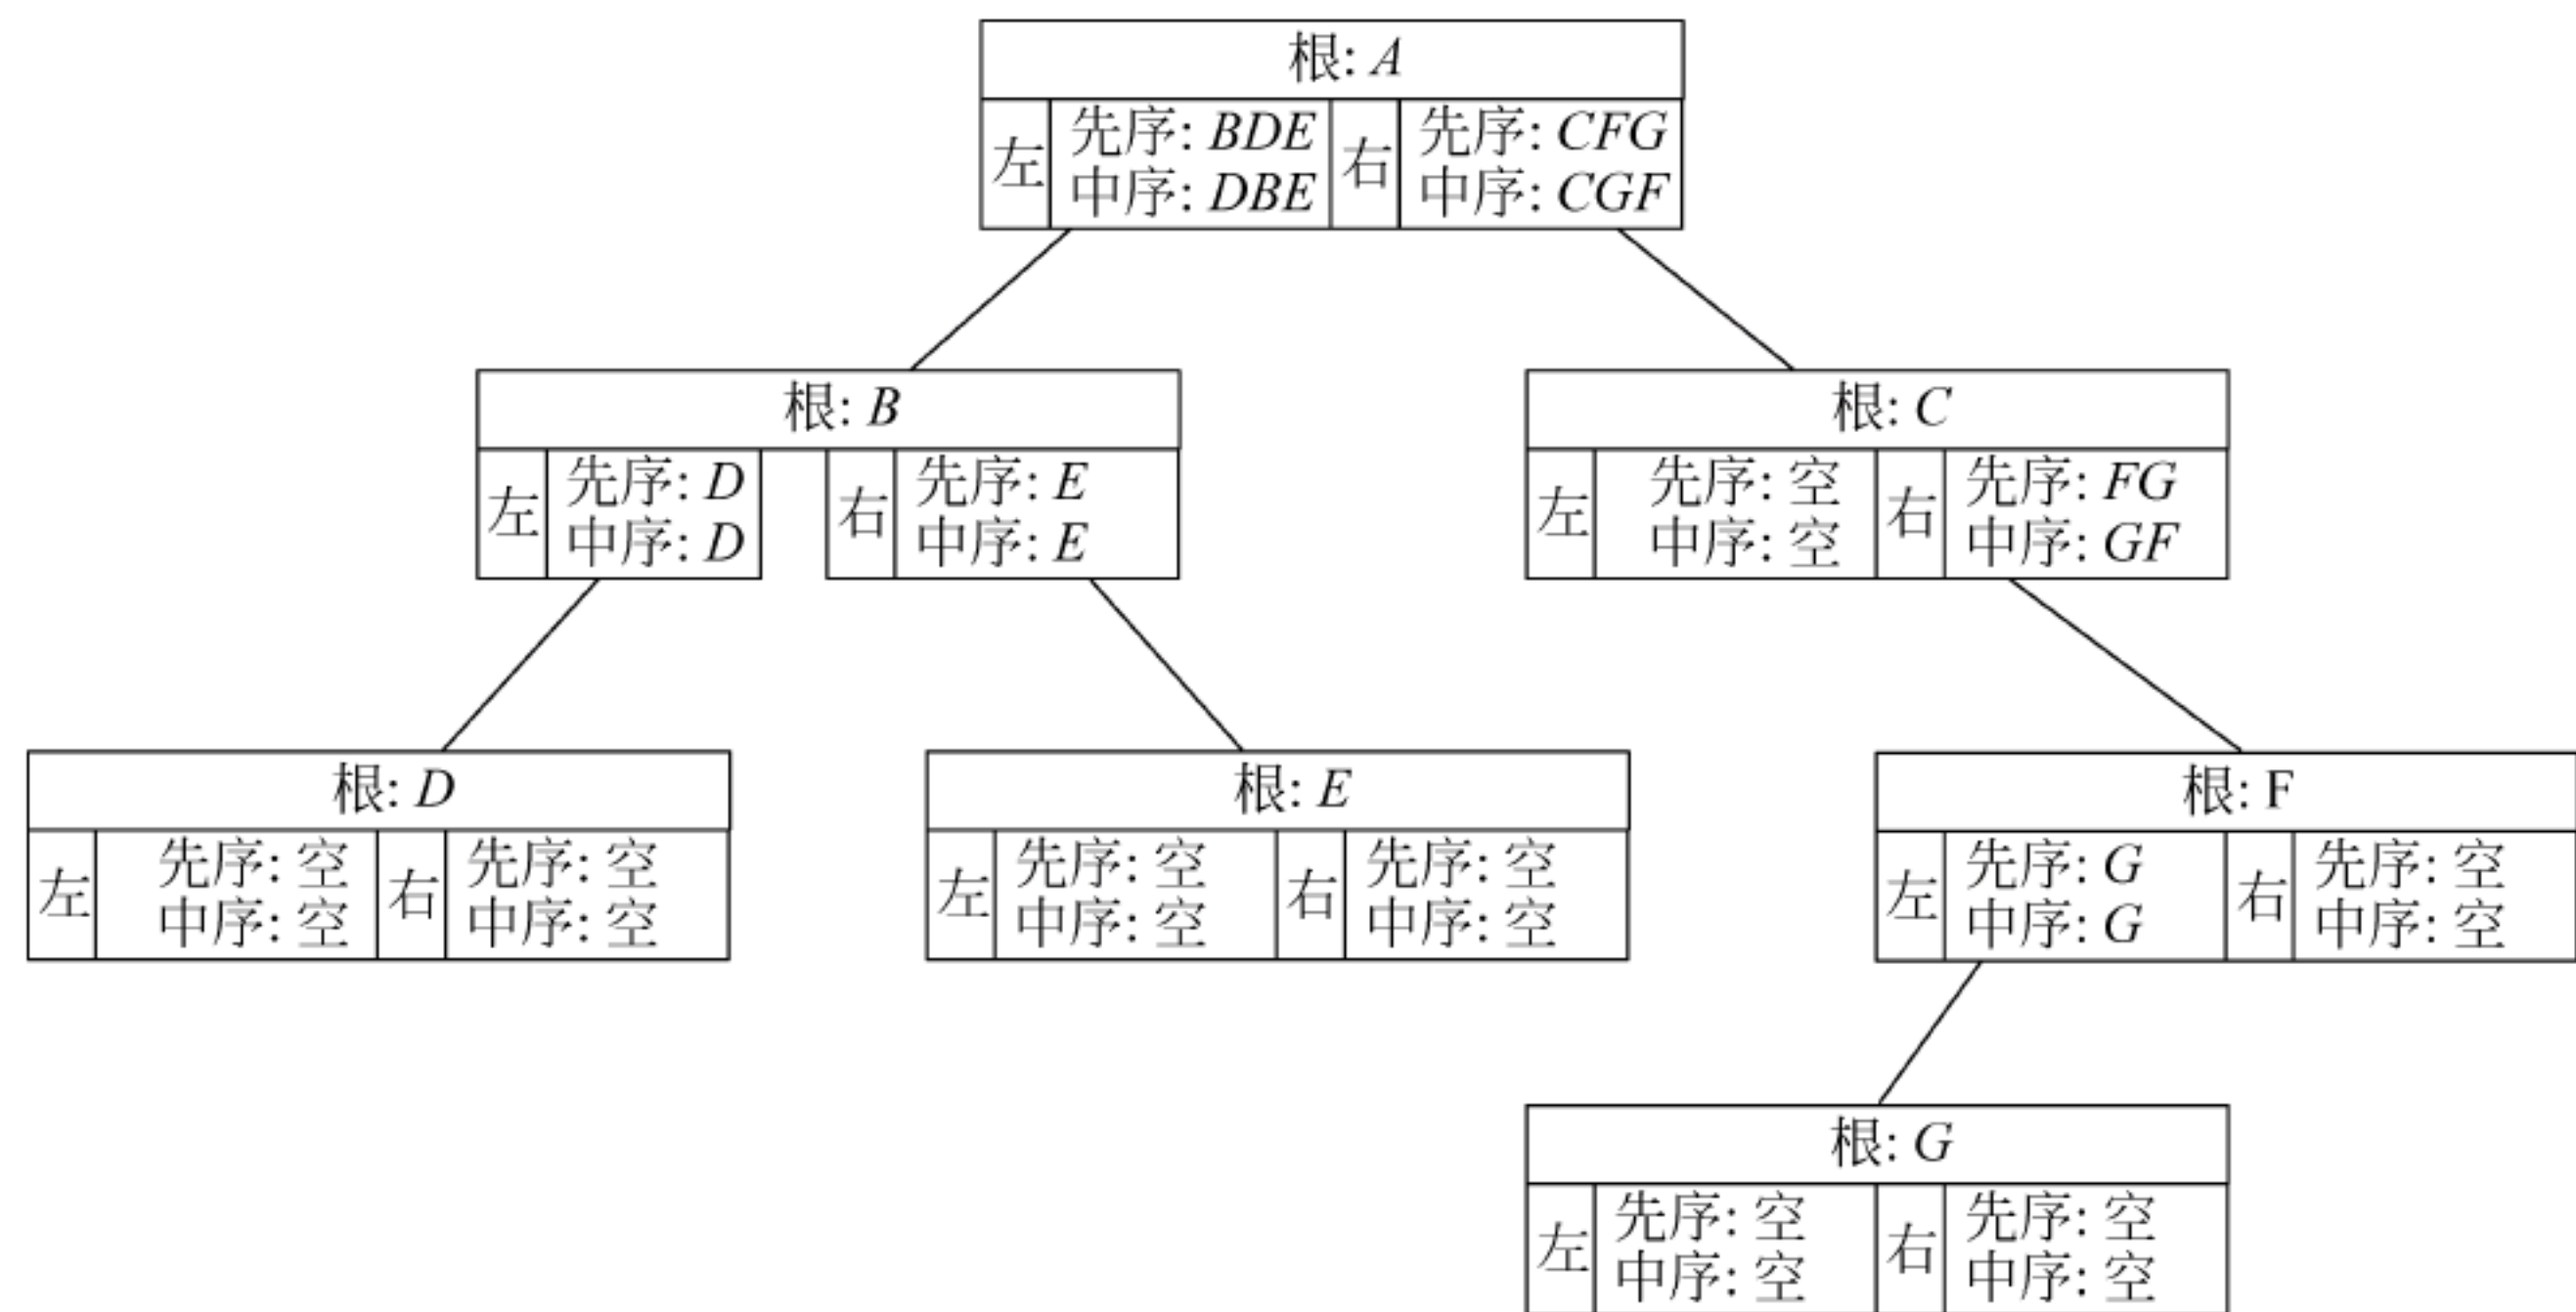 根: A
左
先序: BDE
中序: DBE
右
先序: CFG
中序: CGF
根: B
左
先序: D
中序: D
右
先序: E
中序: E
根: C
左
先序: 空
中序: 空
右
先序: FG
中序: GF
根: D
左
先序: 空
中序: 空
右
先序: 空
中序: 空
根: E
左
先序: 空
中序: 空
右
先序: 空
中序: 空
根: F
左
先序: G
中序: G
右
先序: 空
中序: 空
根: G
左
先序: 空
中序: 空
右
先序: 空
中序: 空